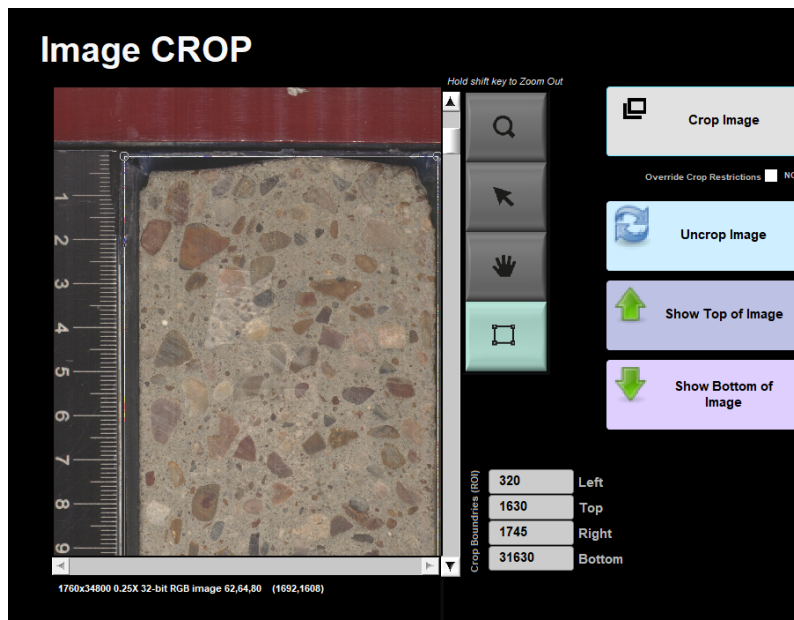 Image CROP
Hold shift key to Zoom Out
Crop Image
Override Crop Restrictions
Uncrop Image
Show Top of Image
Show Bottom of
Image
1
2
3
4
5
6
7
8
9
Crop Boundries (ROI)
320 Left
1630 Top
1745 Right
31630 Bottom
1760x34800 0.25X 32-bit RGB image 62,64,80 (1692,1608)